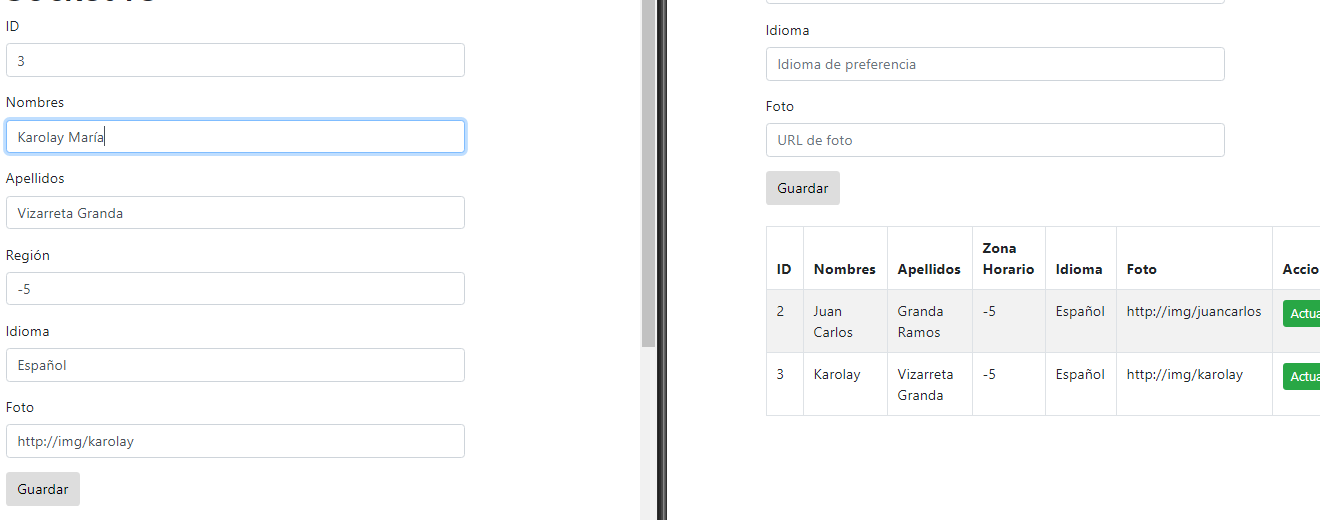 ID
3
Nombres
Karolay María
Apellidos
Vizarreta Granda
Región
-5
Idioma
Español
Foto
http://img/karolay
Guardar
Idioma
Idioma de preferencia
Foto
URL de foto
Guardar
ID Nombres Apellidos Zona Horario Idioma Foto Accio
2 Juan Carlos Granda Ramos -5 Español http://img/juancarlos Actua
3 Karolay Vizarreta Granda -5 Español http://img/karolay Actua